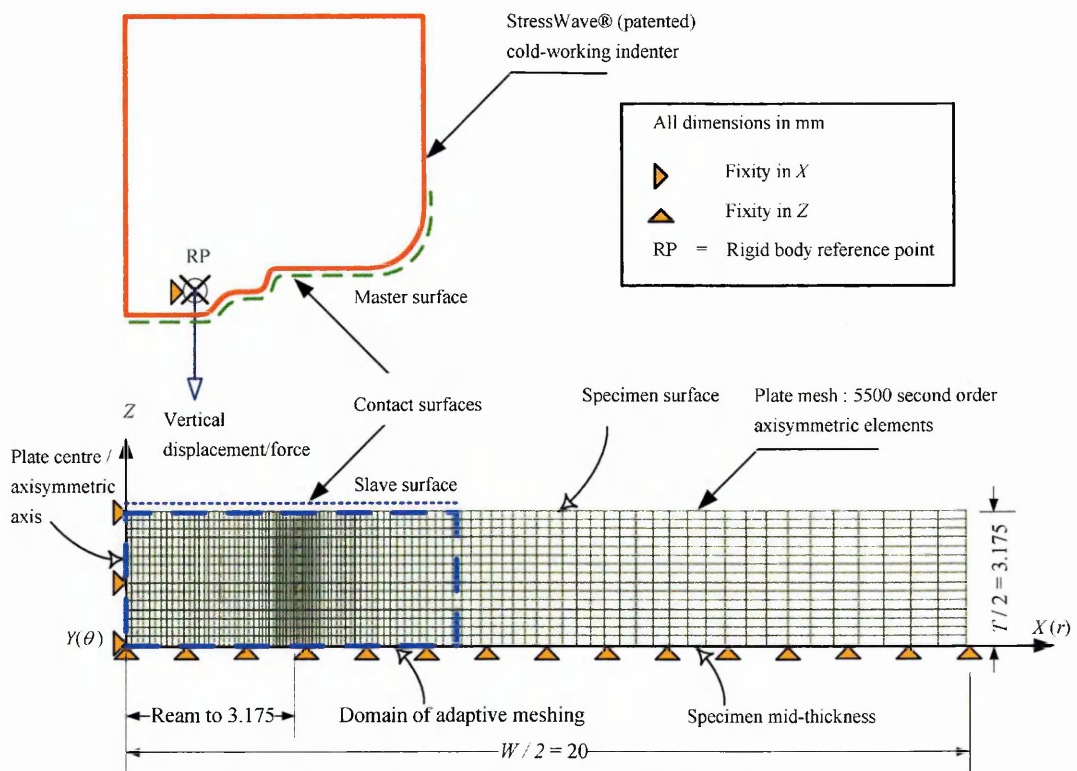 StressWave® (patented)
cold-working indenter
All dimensions in mm
Fixity in X
Fixity in Z
RP = Rigid body reference point
RP
Master surface
Z
Vertical
displacement/force
Contact surfaces
Specimen surface
Plate mesh : 5500 second order
axisymmetric elements
Plate centre /
axisymmetric
axis
Slave surface
T / 2 = 3.175
Y(θ)
X(r)
Ream to 3.175
Domain of adaptive meshing
Specimen mid-thickness
W / 2 = 20